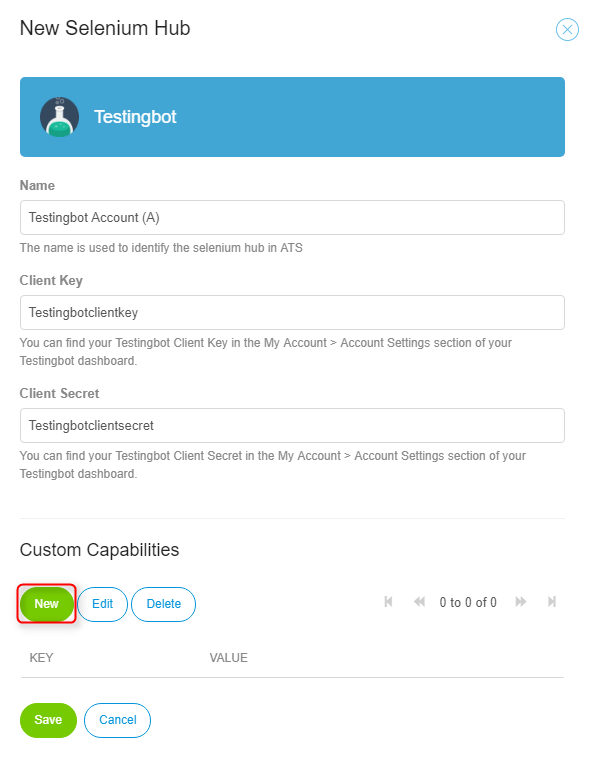 New Selenium Hub
Testingbot
Name
Testingbot Account (A)
The name is used to identify the selenium hub in ATS
Client Key
Testingbotclientkey
You can find your Testingbot Client Key in the My Account > Account Settings section of your
Testingbot dashboard.
Client Secret
Testingbotclientsecret
You can find your Testingbot Client Secret in the My Account > Account Settings section of your
Testingbot dashboard.
Custom Capabilities
New Edit Delete 0 to 0 of 0
KEY VALUE
Save Cancel